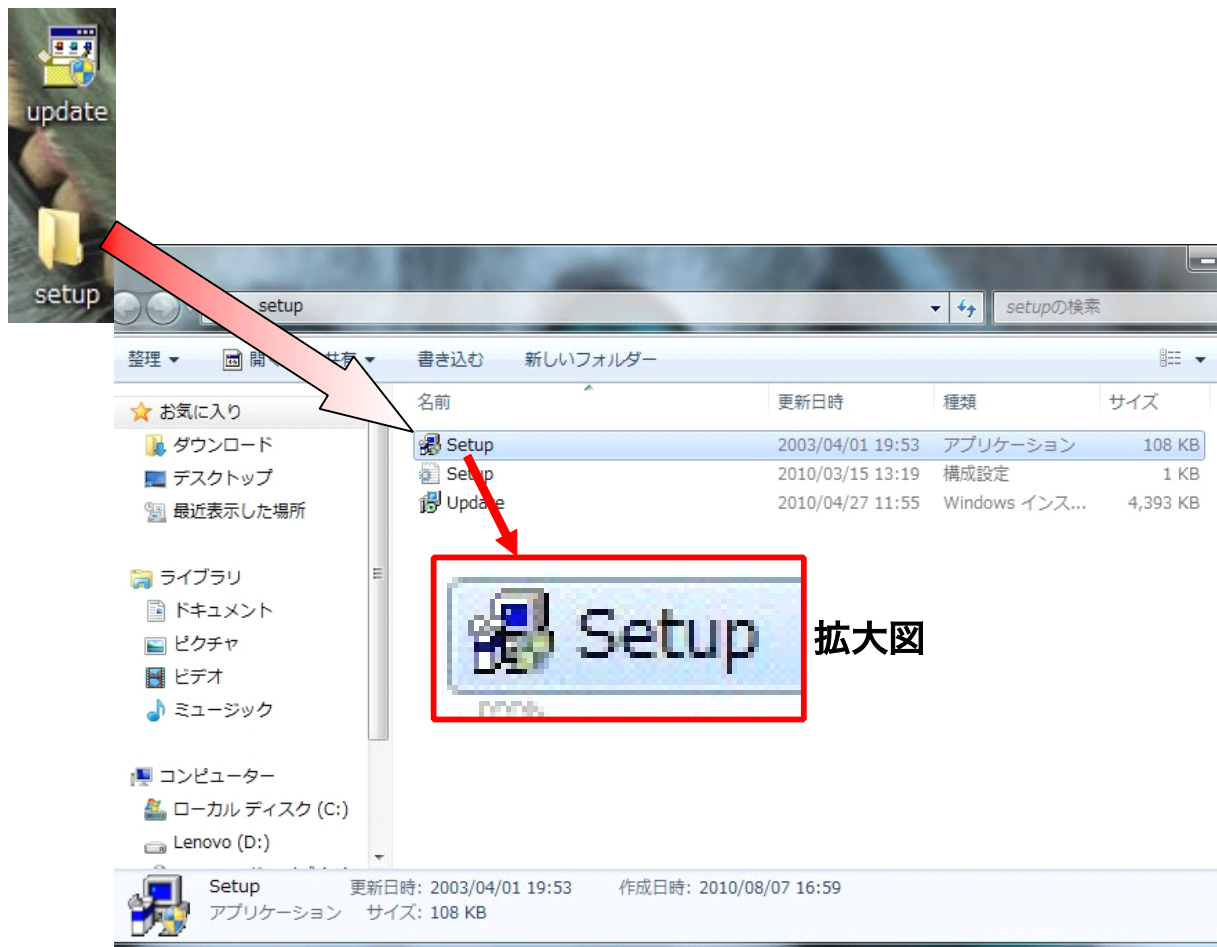 update
setup
setup
setupの検索
整理
開
共有
書き込む
新しいフォルダー
名前 更新日時 種類 サイズ
Setup 2003/04/01 19:53 アプリケーション 108 KB
Setup 2010/03/15 13:19 構成設定 1 KB
Update 2010/04/27 11:55 Windows インス... 4,393 KB
お気に入り
ダウンロード
デスクトップ
最近表示した場所
ライブラリ
ドキュメント
ピクチャ
ビデオ
ミュージック
コンピューター
ローカル ディスク (C:)
Lenovo (D:)
Setup
拡大図
Setup 更新日時: 2003/04/01 19:53 作成日時: 2010/08/07 16:59
アプリケーション サイズ: 108 KB